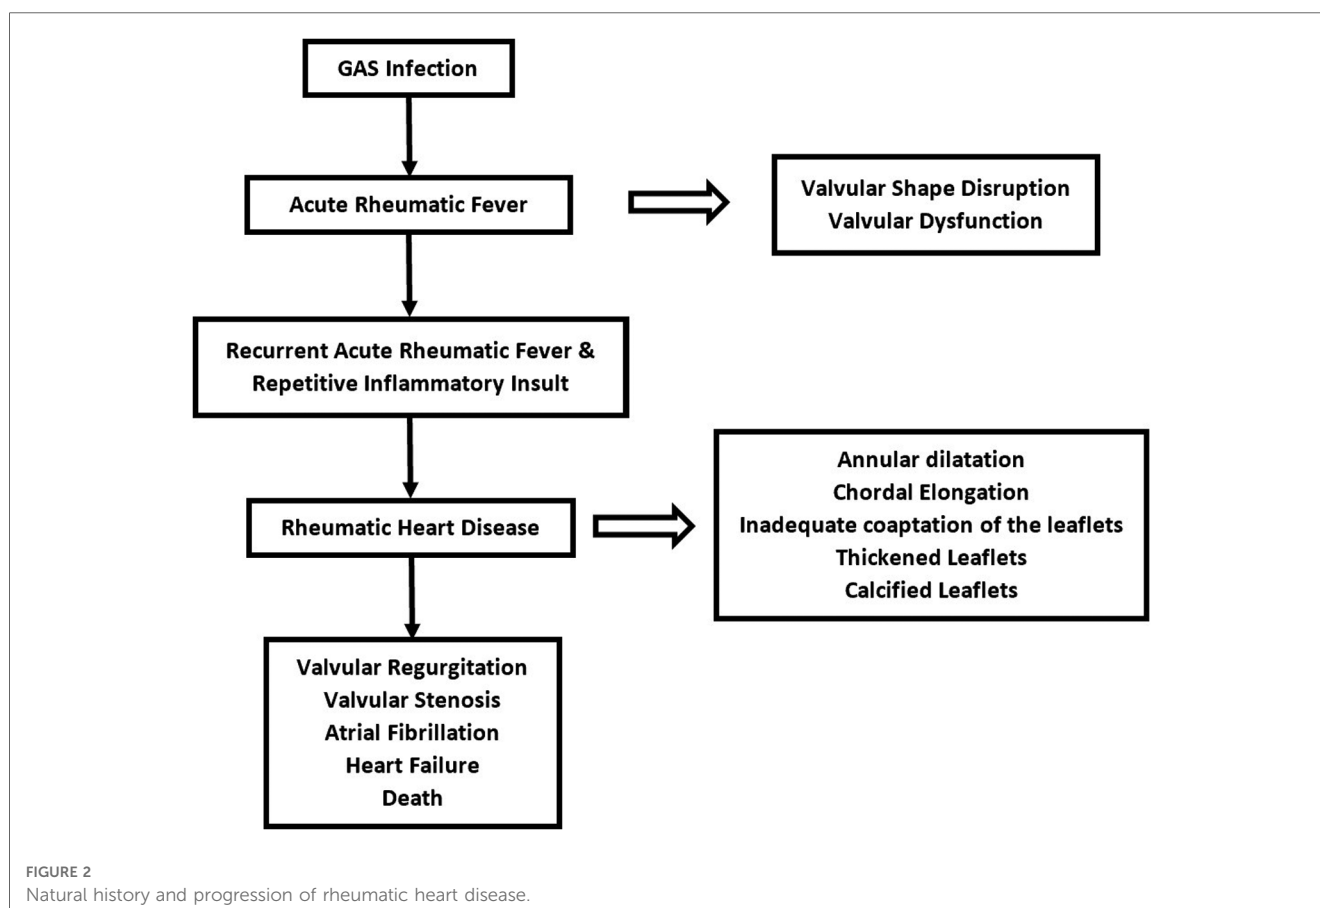 GAS Infection
Acute Rheumatic Fever
Valvular Shape Disruption
Valvular Dysfunction
Recurrent Acute Rheumatic Fever &
Repetitive Inflammatory Insult
Rheumatic Heart Disease
Annular dilatation
Chordal Elongation
Inadequate coaptation of the leaflets
Thickened Leaflets
Calcified Leaflets
Valvular Regurgitation
Valvular Stenosis
Atrial Fibrillation
Heart Failure
Death
FIGURE 2
Natural history and progression of rheumatic heart disease.